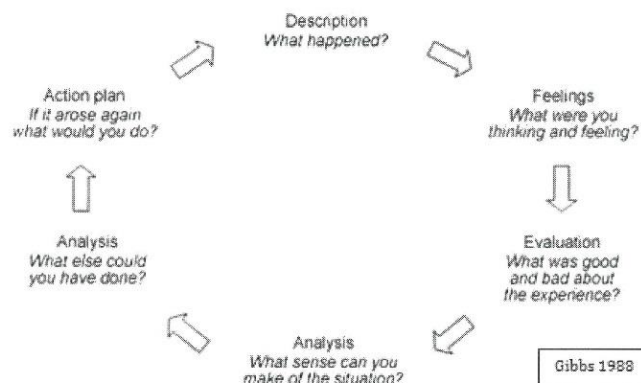 Description
What happened?
Feelings
What were you
thinking and feeling?
Evaluation
What was good
and bad about
the experience?
Analysis
What sense can you
make of the situation?
Analysis
What else could
you have done?
Action plan
If it arose again
what would you do?
Gibbs 1988